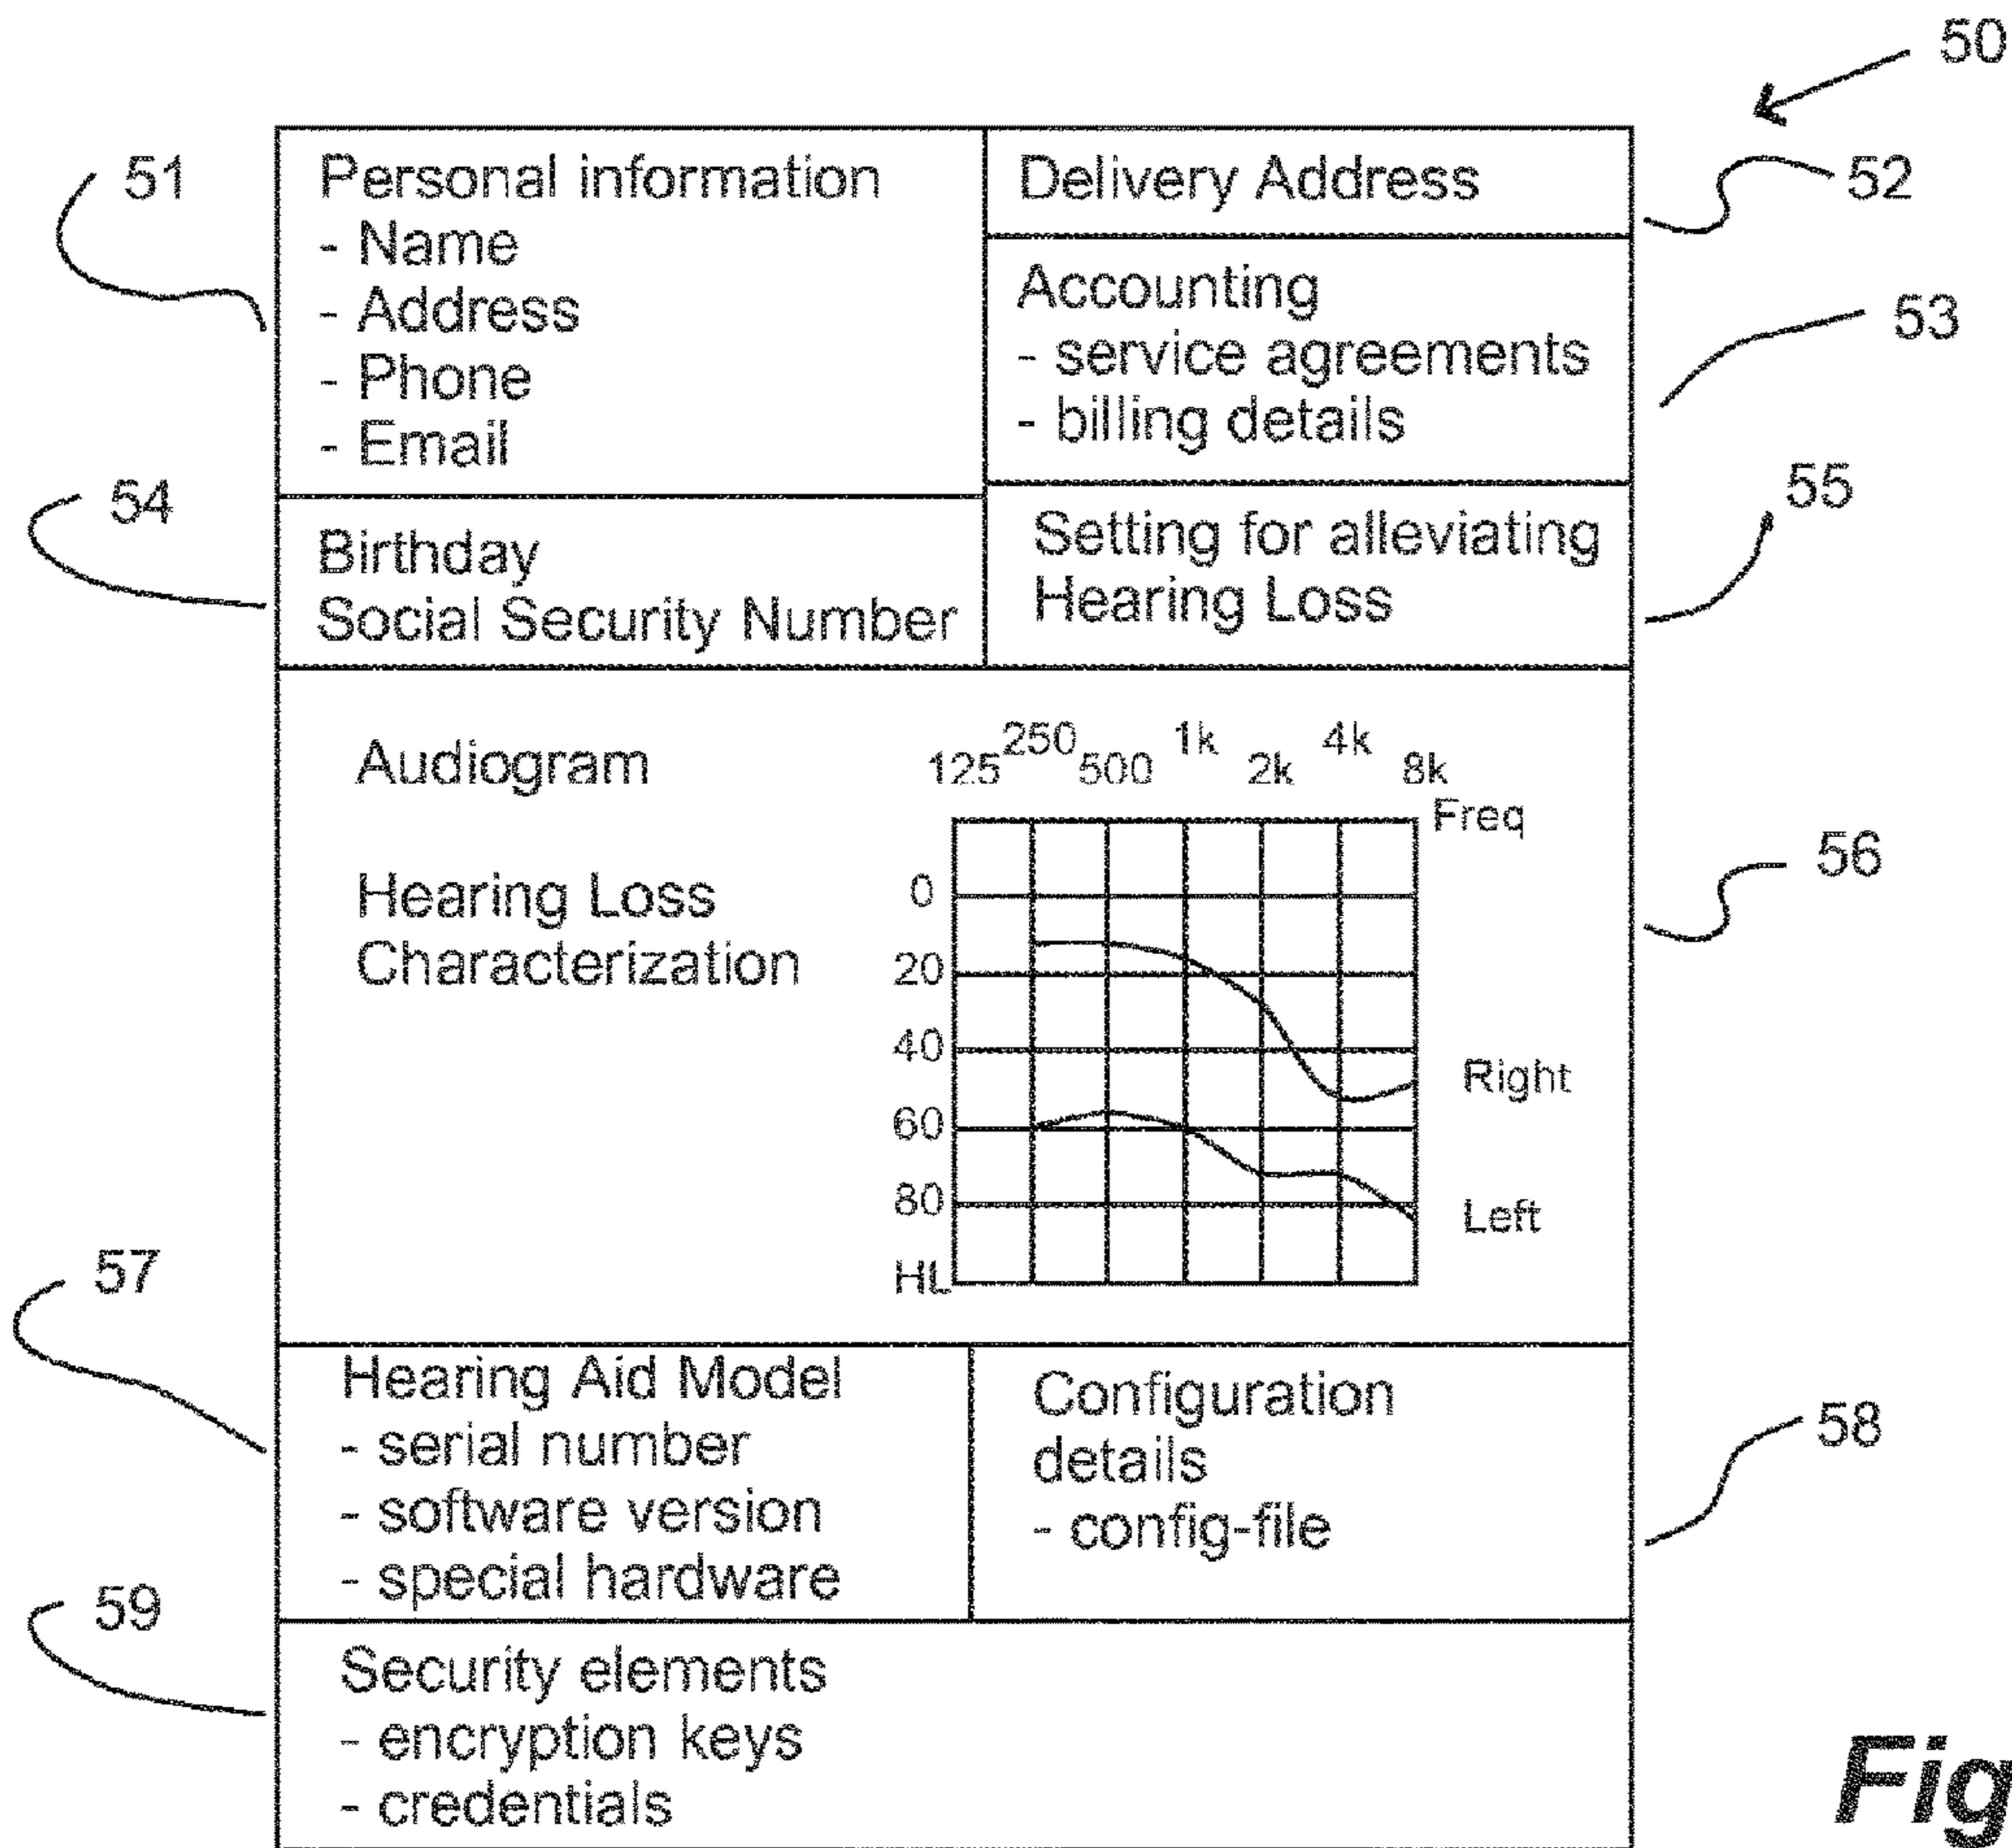 50
51
Personal information
- Name
- Address
- Phone
- Email
Delivery Address
52
Accounting
- service agreements
- billing details
53
54
Birthday
Social Security Number
Setting for alleviating
Hearing Loss
55
Audiogram
Hearing Loss
Characterization
125 250 500 1k 2k 4k 8k
Freq
0
20
40
60
80
HL
Right
Left
56
57
Hearing Aid Model
- serial number
- software version
- special hardware
Configuration
details
- config-file
58
59
Security elements
- encryption keys
- credentials
Fig